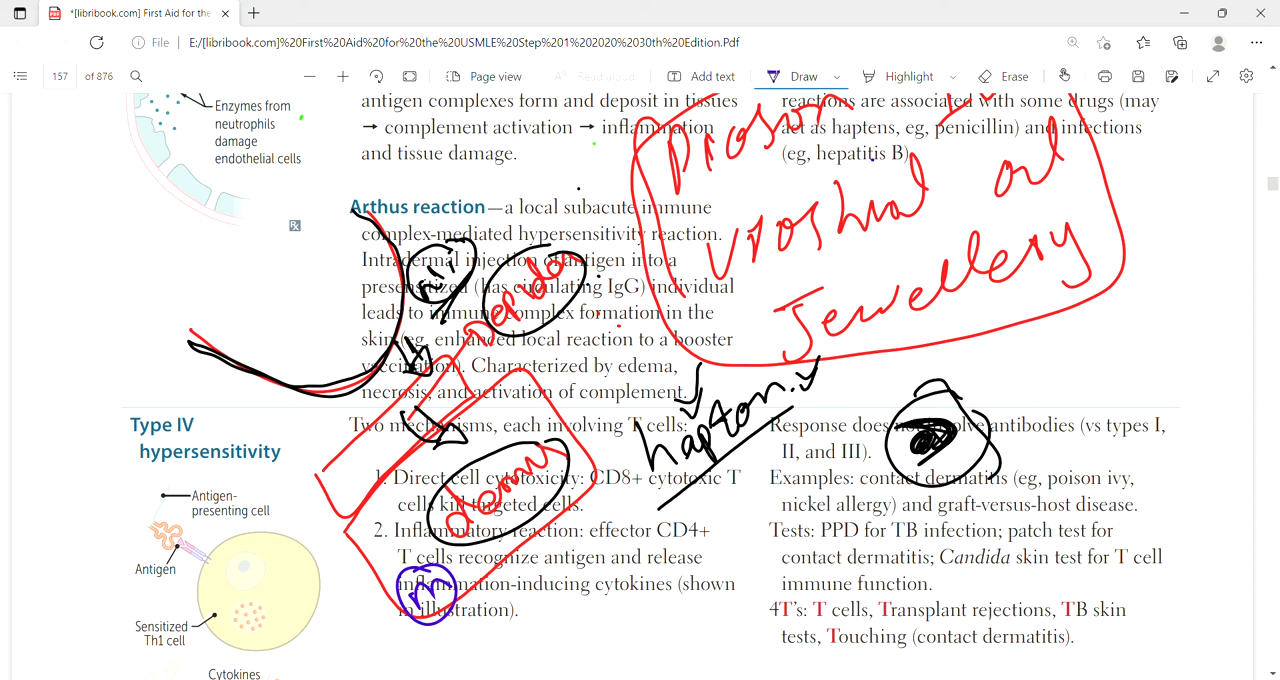 *[libribook.com] First Aid for the
File
E:/[libribook.com]%20First%20Aid%20for%20the%20USMLE%20Step%201%202020%2030th%20Edition.Pdf
157 of 876
Page view
Read aloud
Add text
Draw
Highlight
Erase
Enzymes from
neutrophils
damage
endothelial cells
antigen complexes form and deposit in tissues
→ complement activation → inflammation
and tissue damage.
reactions are associated with some drugs (may
act as haptens, eg, penicillin) and infections
(eg, hepatitis B)
Arthus reaction—a local subacute immune
complex-mediated hypersensitivity reaction.
Intradermal injection of antigen into a
presensitized (has circulating IgG) individual
leads to immune complex formation in the
skin (eg, enhanced local reaction to a booster
vaccination). Characterized by edema,
necrosis, and activation of complement.
oil
Jewellery
hapton.
Type IV
hypersensitivity
Antigen-
presenting cell
Antigen
Sensitized
Th1 cell
Cytokines
Two mechanisms, each involving T cells:
1. Direct cell cytotoxicity: CD8+ cytotoxic T
cells kill targeted cells.
2. Inflammatory reaction: effector CD4+
T cells recognize antigen and release
inflammation-inducing cytokines (shown
in illustration).
Response does not involve antibodies (vs types I,
II, and III).
Examples: contact dermatitis (eg, poison ivy,
nickel allergy) and graft-versus-host disease.
Tests: PPD for TB infection; patch test for
contact dermatitis; Candida skin test for T cell
immune function.
4T's: T cells, Transplant rejections, TB skin
tests, Touching (contact dermatitis).